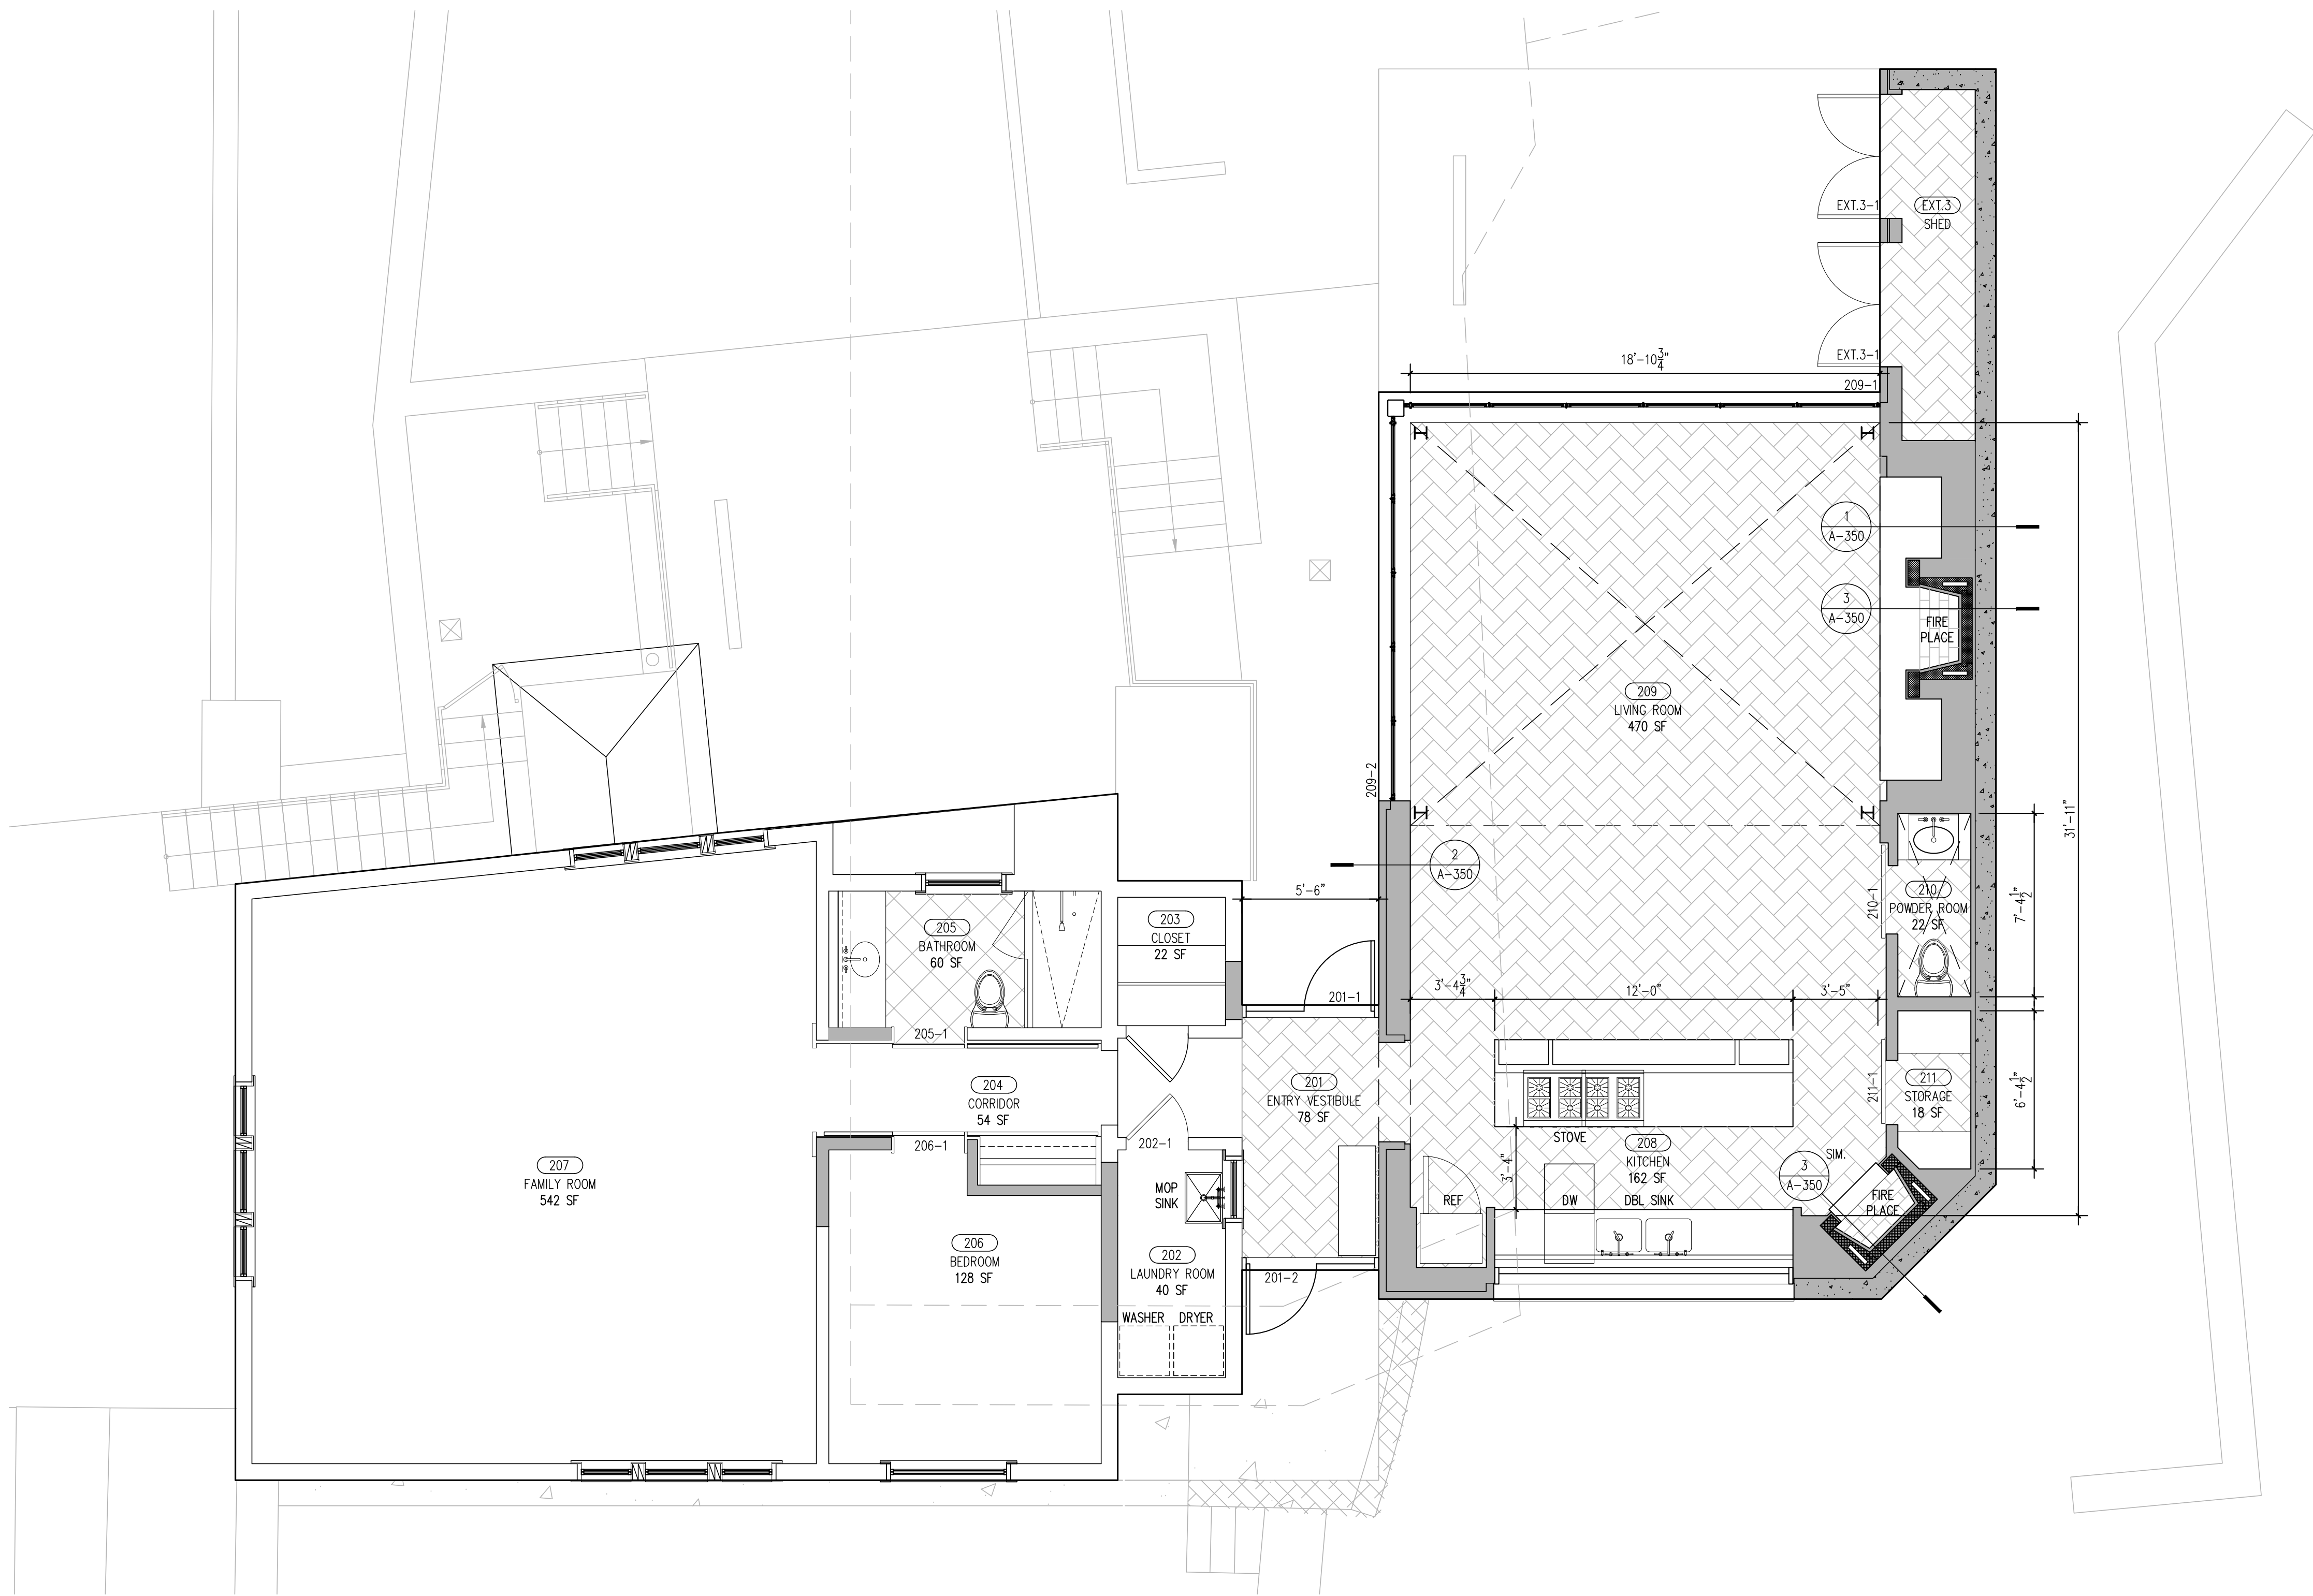 EXT.3-1
EXT.3
SHED
EXT.3-1
18'-10 3/4"
209-1
1
A-350
3
A-350
FIRE
PLACE
209
LIVING ROOM
470 SF
209-2
31'-11"
2
A-350
5'-6"
210-1
210
POWDER ROOM
22 SF
7'-4 1/2"
205
BATHROOM
60 SF
203
CLOSET
22 SF
201-1
3'-4 3/4"
12'-0"
3'-5"
205-1
204
CORRIDOR
54 SF
201
ENTRY VESTIBULE
78 SF
211-1
211
STORAGE
18 SF
6'-4 1/2"
206-1
202-1
STOVE
208
KITCHEN
162 SF
3'-4"
SIM.
3
A-350
FIRE
PLACE
207
FAMILY ROOM
542 SF
MOP
SINK
REF
DW
DBL SINK
206
BEDROOM
128 SF
202
LAUNDRY ROOM
40 SF
201-2
WASHER
DRYER